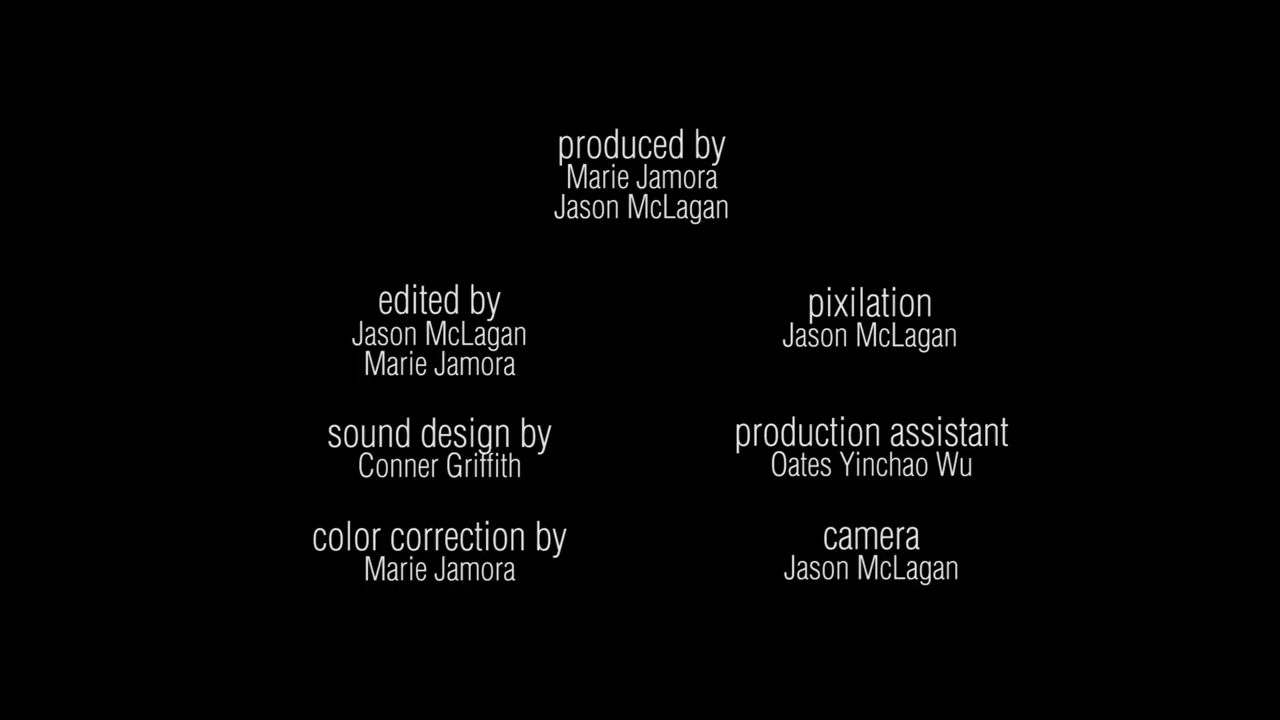 produced by
Marie Jamora
Jason McLagan
edited by
Jason McLagan
Marie Jamora
sound design by
Conner Griffith
color correction by
Marie Jamora
pixilation
Jason McLagan
production assistant
Oates Yinchao Wu
camera
Jason McLagan